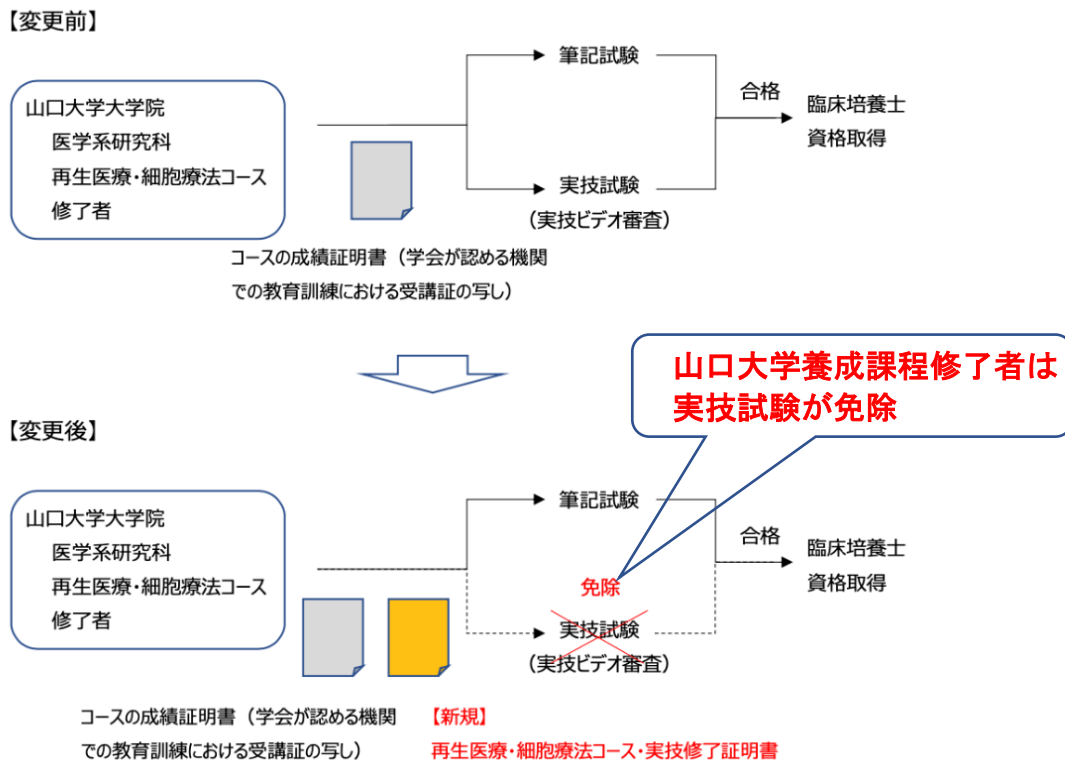 【変更前】
山口大学大学院
医学系研究科
再生医療・細胞療法コース
修了者
筆記試験
実技試験
（実技ビデオ審査）
合格
臨床培養士
資格取得
コースの成績証明書（学会が認める機関
での教育訓練における受講証の写し）
山口大学養成課程修了者は
実技試験が免除
【変更後】
山口大学大学院
医学系研究科
再生医療・細胞療法コース
修了者
筆記試験
免除
実技試験
（実技ビデオ審査）
合格
臨床培養士
資格取得
コースの成績証明書（学会が認める機関
での教育訓練における受講証の写し）
【新規】
再生医療・細胞療法コース・実技修了証明書